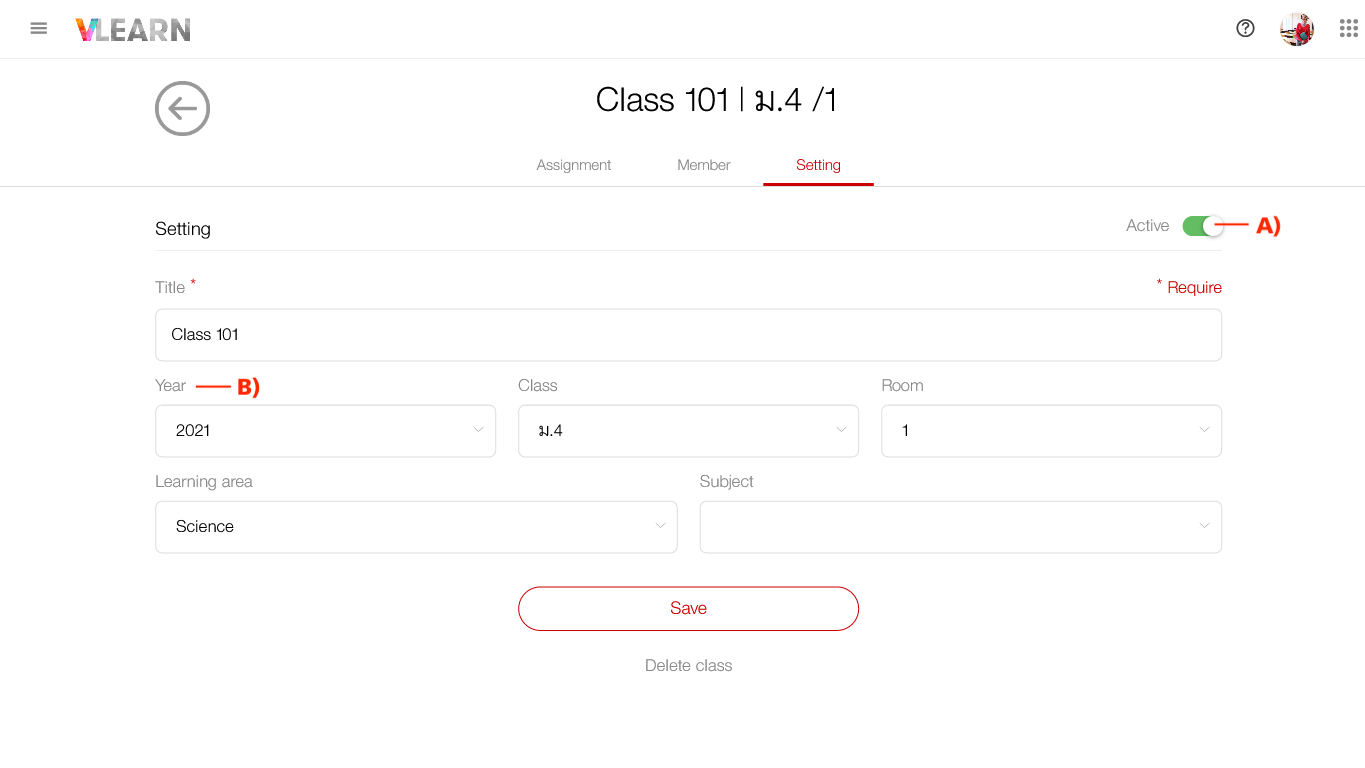 VLEARN
Class 101 | ม.4 /1
Assignment Member Setting
Setting Active A)
Title * * Require
Class 101
Year B) Class Room
2021 ม.4 1
Learning area Subject
Science
Save
Delete class